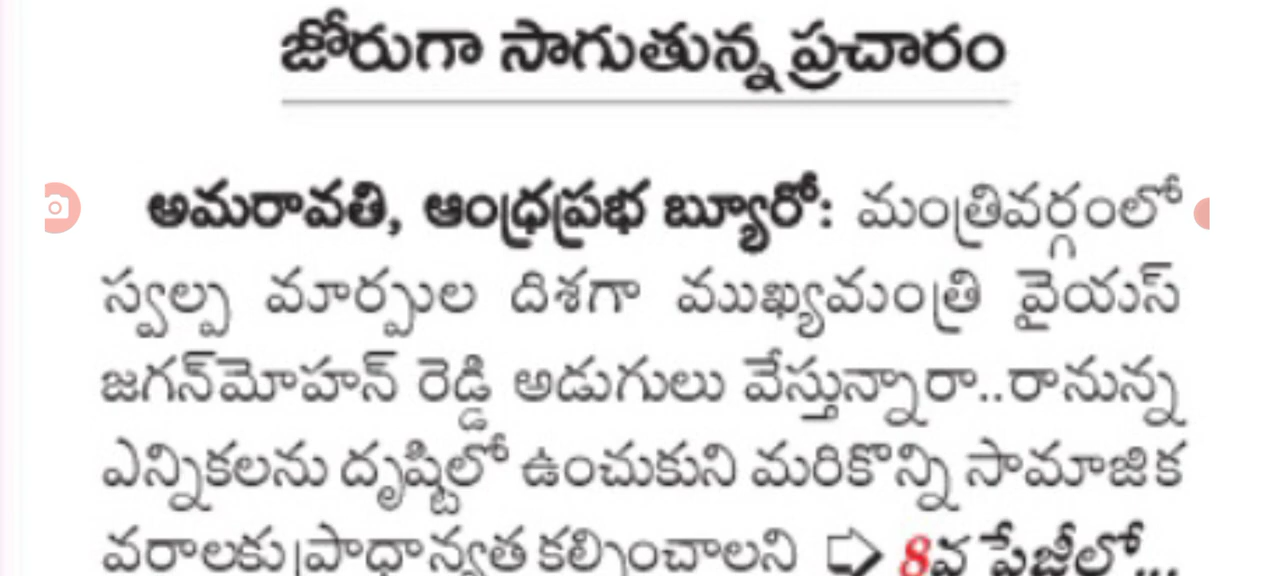 జోరుగా సాగుతున్న ప్రచారం
అమరావతి, ఆంధ్రప్రభ బ్యూరో: మంత్రివర్గంలో
స్వల్ప మార్పుల దిశగా ముఖ్యమంత్రి వైయస్
జగన్‌మోహన్ రెడ్డి అడుగులు వేస్తున్నారా..రానున్న
ఎన్నికలను దృష్టిలో ఉంచుకుని మరికొన్ని సామాజిక
వరాలకు ప్రాధాన్యత కల్పించాలని ⇨ 8వ పేజీలో...